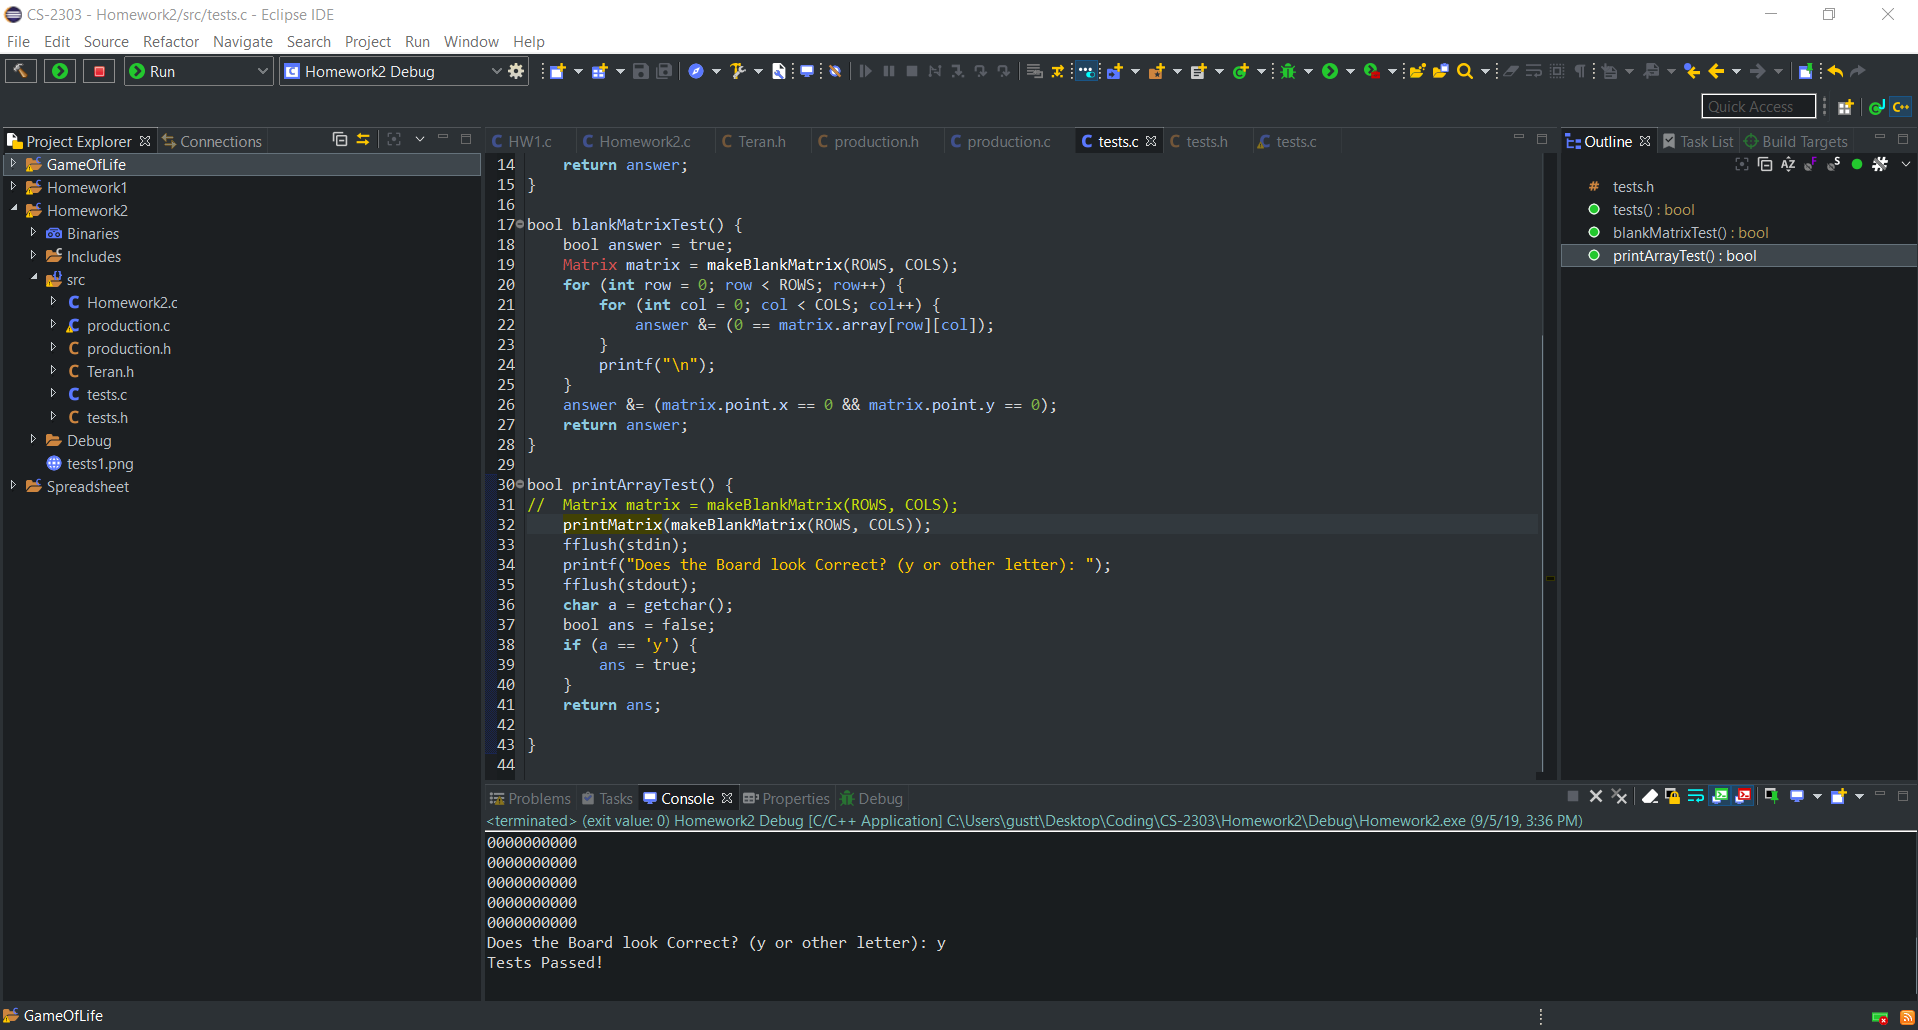 CS-2303 - Homework2/src/tests.c - Eclipse IDE
File Edit Source Refactor Navigate Search Project Run Window Help
Run Homework2 Debug
Quick Access
Project Explorer Connections
GameOfLife
Homework1
Homework2
Binaries
Includes
src
Homework2.c
production.c
production.h
Teran.h
tests.c
tests.h
Debug
tests1.png
Spreadsheet
HW1.c Homework2.c Teran.h production.h production.c tests.c tests.h tests.c
14     return answer;
15 }
16
17 bool blankMatrixTest() {
18     bool answer = true;
19     Matrix matrix = makeBlankMatrix(ROWS, COLS);
20     for (int row = 0; row < ROWS; row++) {
21         for (int col = 0; col < COLS; col++) {
22             answer &= (0 == matrix.array[row][col]);
23         }
24         printf("\n");
25     }
26     answer &= (matrix.point.x == 0 && matrix.point.y == 0);
27     return answer;
28 }
29
30 bool printArrayTest() {
31 //  Matrix matrix = makeBlankMatrix(ROWS, COLS);
32     printMatrix(makeBlankMatrix(ROWS, COLS));
33     fflush(stdin);
34     printf("Does the Board look Correct? (y or other letter): ");
35     fflush(stdout);
36     char a = getchar();
37     bool ans = false;
38     if (a == 'y') {
39         ans = true;
40     }
41     return ans;
42
43 }
44
Outline Task List Build Targets
tests.h
tests() : bool
blankMatrixTest() : bool
printArrayTest() : bool
Problems Tasks Console Properties Debug
<terminated> (exit value: 0) Homework2 Debug [C/C++ Application] C:\Users\gustt\Desktop\Coding\CS-2303\Homework2\Debug\Homework2.exe (9/5/19, 3:36 PM)
0000000000
0000000000
0000000000
0000000000
0000000000
Does the Board look Correct? (y or other letter): y
Tests Passed!
GameOfLife